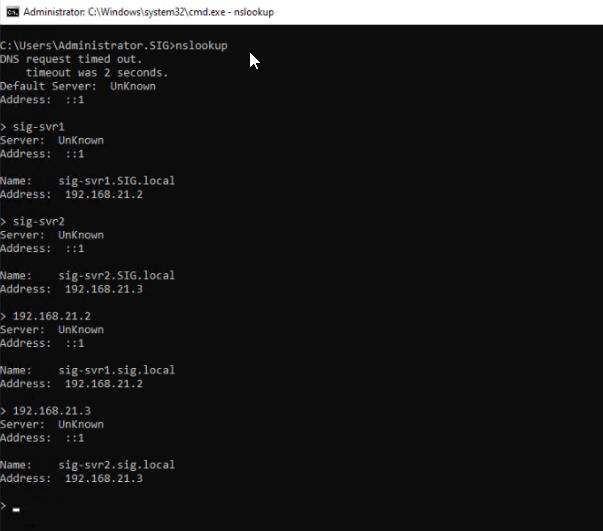 Administrator: C:\Windows\system32\cmd.exe - nslookup
C:\Users\Administrator.SIG>nslookup
DNS request timed out.
    timeout was 2 seconds.
Default Server:  UnKnown
Address:  ::1

> sig-svr1
Server:  UnKnown
Address:  ::1

Name:    sig-svr1.SIG.local
Address:  192.168.21.2

> sig-svr2
Server:  UnKnown
Address:  ::1

Name:    sig-svr2.SIG.local
Address:  192.168.21.3

> 192.168.21.2
Server:  UnKnown
Address:  ::1

Name:    sig-svr1.sig.local
Address:  192.168.21.2

> 192.168.21.3
Server:  UnKnown
Address:  ::1

Name:    sig-svr2.sig.local
Address:  192.168.21.3

> _